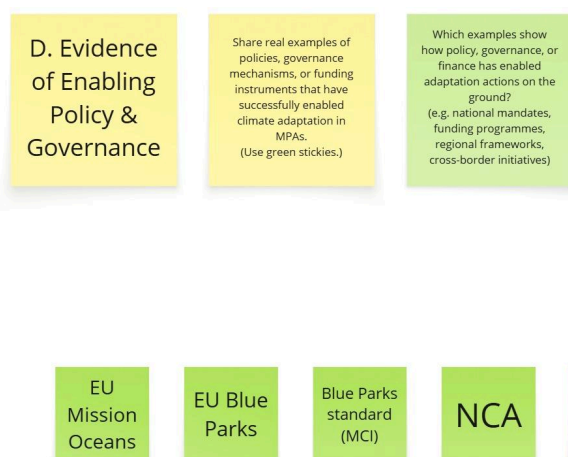 D. Evidence
of Enabling
Policy &
Governance
Share real examples of
policies, governance
mechanisms, or funding
instruments that have
successfully enabled
climate adaptation in
MPAs.
(Use green stickies.)
Which examples show
how policy, governance, or
finance has enabled
adaptation actions on the
ground?
(e.g. national mandates,
funding programmes,
regional frameworks,
cross-border initiatives)
EU
Mission
Oceans
EU Blue
Parks
Blue Parks
standard
(MCI)
NCA